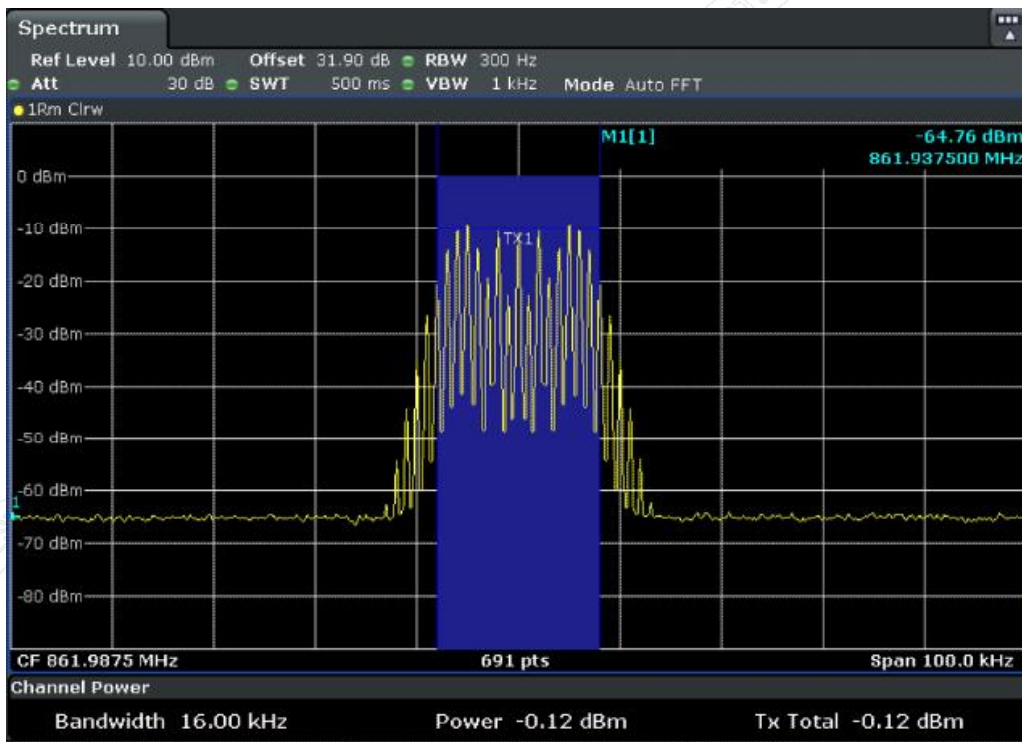 Spectrum
Ref Level 10.00 dBm Offset 31.90 dB RBW 300 Hz
Att 30 dB SWT 500 ms VBW 1 kHz Mode Auto FFT
1Rm Clrw
M1[1] -64.76 dBm
861.937500 MHz
0 dBm
-10 dBm
TX1
-20 dBm
-30 dBm
-40 dBm
-50 dBm
-60 dBm
1
-70 dBm
-80 dBm
CF 861.9875 MHz 691 pts Span 100.0 kHz
Channel Power
Bandwidth 16.00 kHz Power -0.12 dBm Tx Total -0.12 dBm